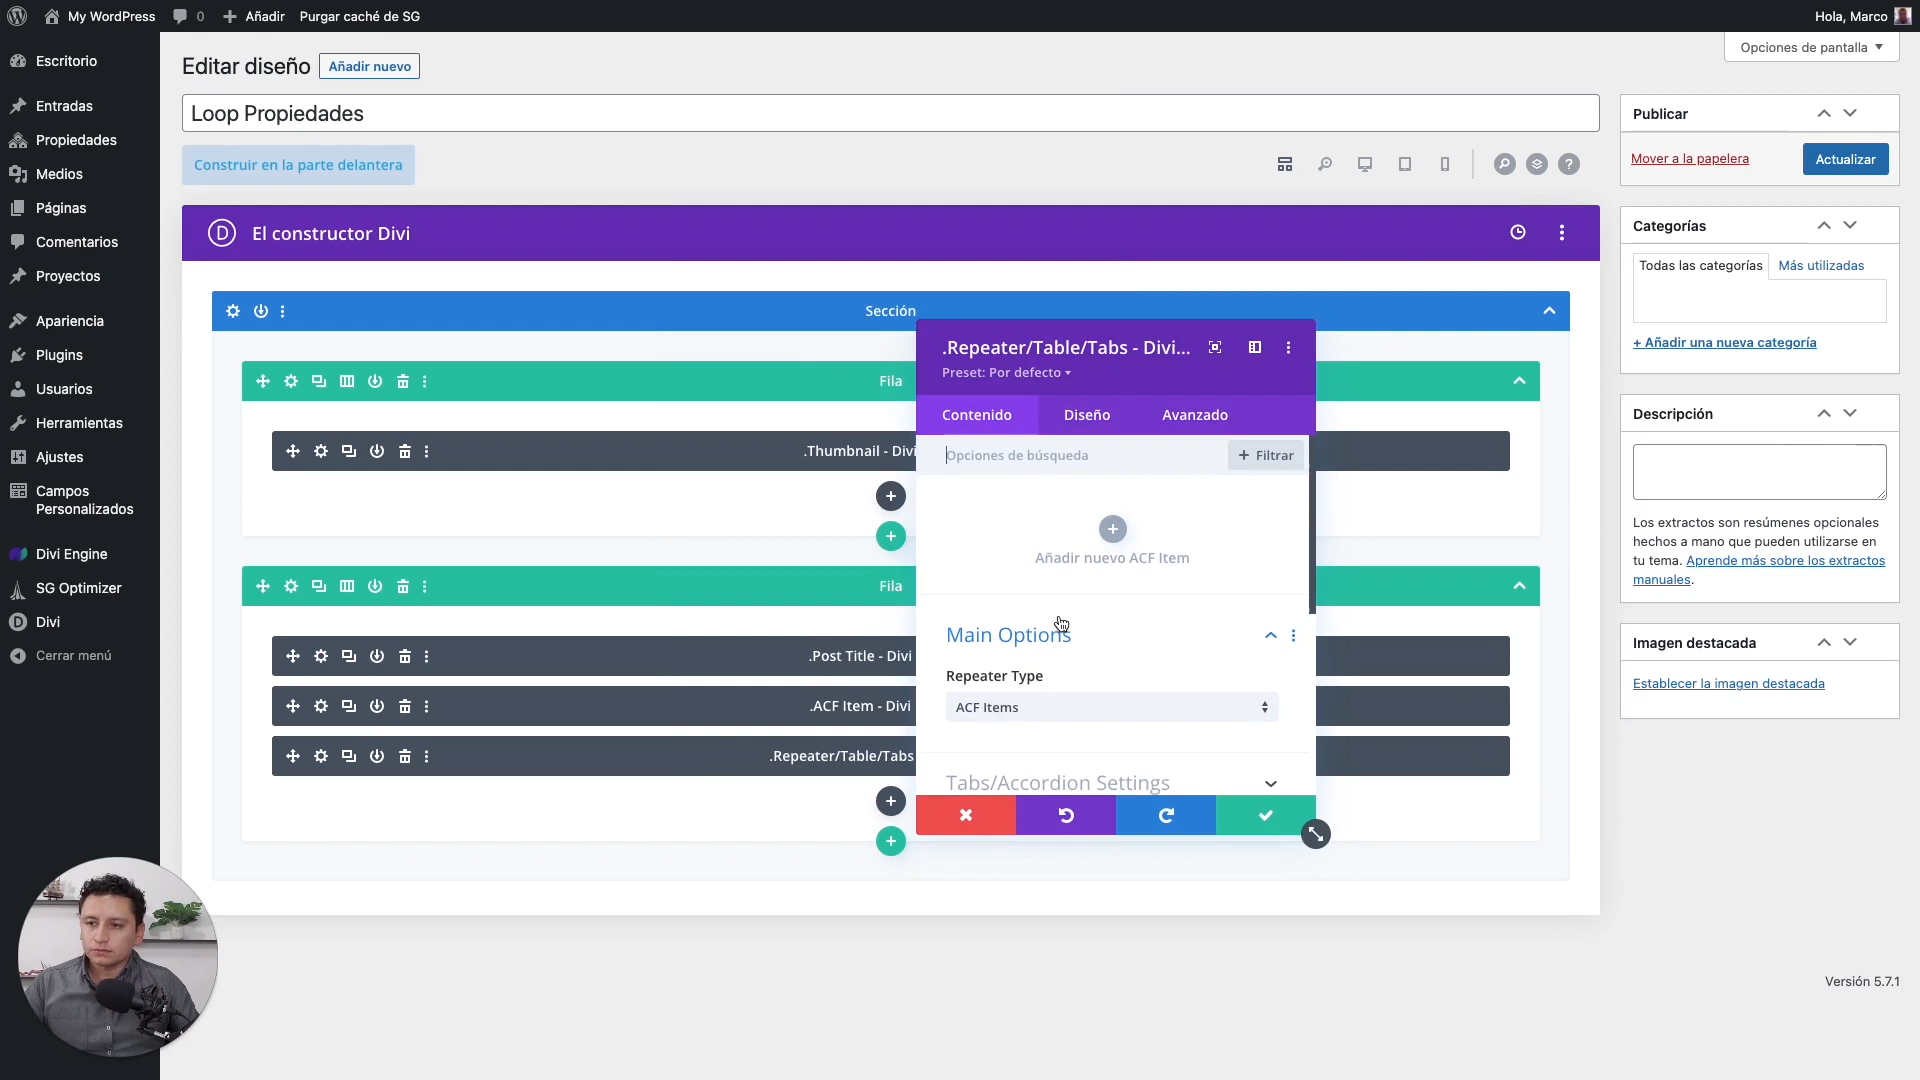 My WordPress
0
Añadir
Purgar caché de SG
Hola, Marco
Opciones de pantalla
Escritorio
Entradas
Propiedades
Medios
Páginas
Comentarios
Proyectos
Apariencia
Plugins
Usuarios
Herramientas
Ajustes
Campos
Personalizados
Divi Engine
SG Optimizer
Divi
Cerrar menú
Editar diseño
Añadir nuevo
Loop Propiedades
Construir en la parte delantera
El constructor Divi
Sección
Fila
.Thumbnail - Divi
Fila
.Post Title - Divi
.ACF Item - Divi
.Repeater/Table/Tabs
.Repeater/Table/Tabs - Divi...
Preset: Por defecto
Contenido
Diseño
Avanzado
Opciones de búsqueda
+ Filtrar
Añadir nuevo ACF Item
Main Options
Repeater Type
ACF Items
Tabs/Accordion Settings
Publicar
Mover a la papelera
Actualizar
Categorías
Todas las categorías
Más utilizadas
+ Añadir una nueva categoría
Descripción
Los extractos son resúmenes opcionales
hechos a mano que pueden utilizarse en
tu tema. Aprende más sobre los extractos
manuales.
Imagen destacada
Establecer la imagen destacada
Versión 5.7.1